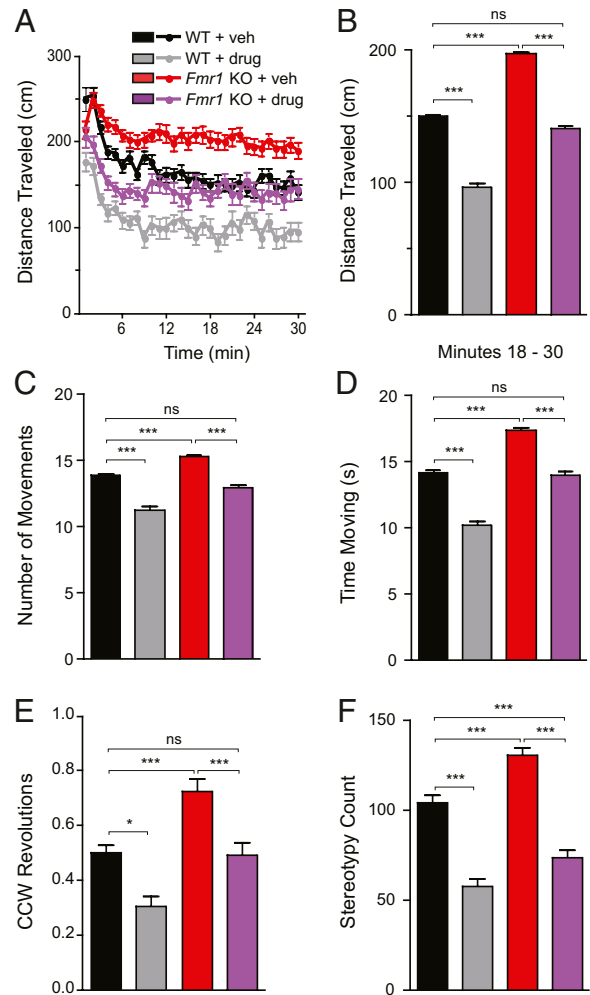 A
WT + veh
WT + drug
Fmr1 KO + veh
Fmr1 KO + drug
Distance Traveled (cm)
300
200
100
0
6 12 18 24 30
Time (min)
B
ns
*** ***
***
Distance Traveled (cm)
200
100
0
Minutes 18 - 30
C
ns
*** ***
***
Number of Movements
20
15
10
5
0
D
ns
*** ***
***
Time Moving (s)
20
15
10
5
0
E
ns
*** ***
*
CCW Revolutions
1.0
0.8
0.6
0.4
0.2
0.0
F
***
*** ***
***
Stereotypy Count
150
100
50
0